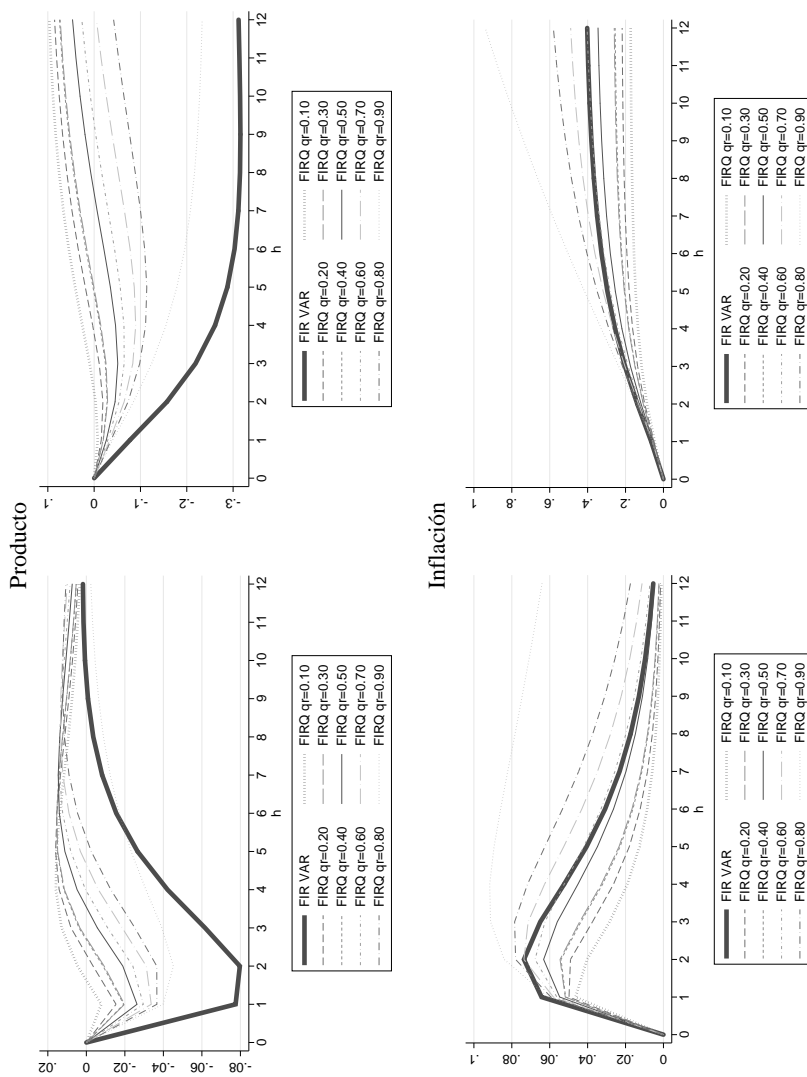 Producto
.02
0
-.02
-.04
-.06
-.08
0 1 2 3 4 5 6 7 8 9 10 11 12
h
FIR VAR FIRQ qr=0.10
FIRQ qr=0.20 FIRQ qr=0.30
FIRQ qr=0.40 FIRQ qr=0.50
FIRQ qr=0.60 FIRQ qr=0.70
FIRQ qr=0.80 FIRQ qr=0.90
.1
0
-.1
-.2
-.3
0 1 2 3 4 5 6 7 8 9 10 11 12
h
FIR VAR FIRQ qr=0.10
FIRQ qr=0.20 FIRQ qr=0.30
FIRQ qr=0.40 FIRQ qr=0.50
FIRQ qr=0.60 FIRQ qr=0.70
FIRQ qr=0.80 FIRQ qr=0.90
Inflación
.1
.08
.06
.04
.02
0
0 1 2 3 4 5 6 7 8 9 10 11 12
h
FIR VAR FIRQ qr=0.10
FIRQ qr=0.20 FIRQ qr=0.30
FIRQ qr=0.40 FIRQ qr=0.50
FIRQ qr=0.60 FIRQ qr=0.70
FIRQ qr=0.80 FIRQ qr=0.90
1
.8
.6
.4
.2
0
0 1 2 3 4 5 6 7 8 9 10 11 12
h
FIR VAR FIRQ qr=0.10
FIRQ qr=0.20 FIRQ qr=0.30
FIRQ qr=0.40 FIRQ qr=0.50
FIRQ qr=0.60 FIRQ qr=0.70
FIRQ qr=0.80 FIRQ qr=0.90